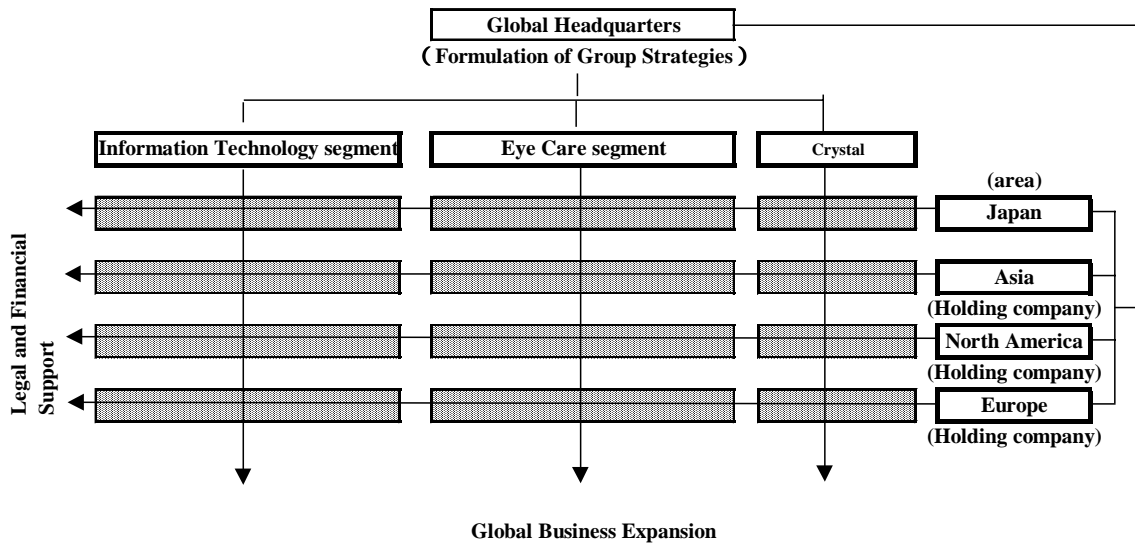 Global Headquarters
（Formulation of Group Strategies）
Information Technology segment
Eye Care segment
Crystal
(area)
Japan
Asia
(Holding company)
North America
(Holding company)
Europe
(Holding company)
Legal and Financial
Support
Global Business Expansion